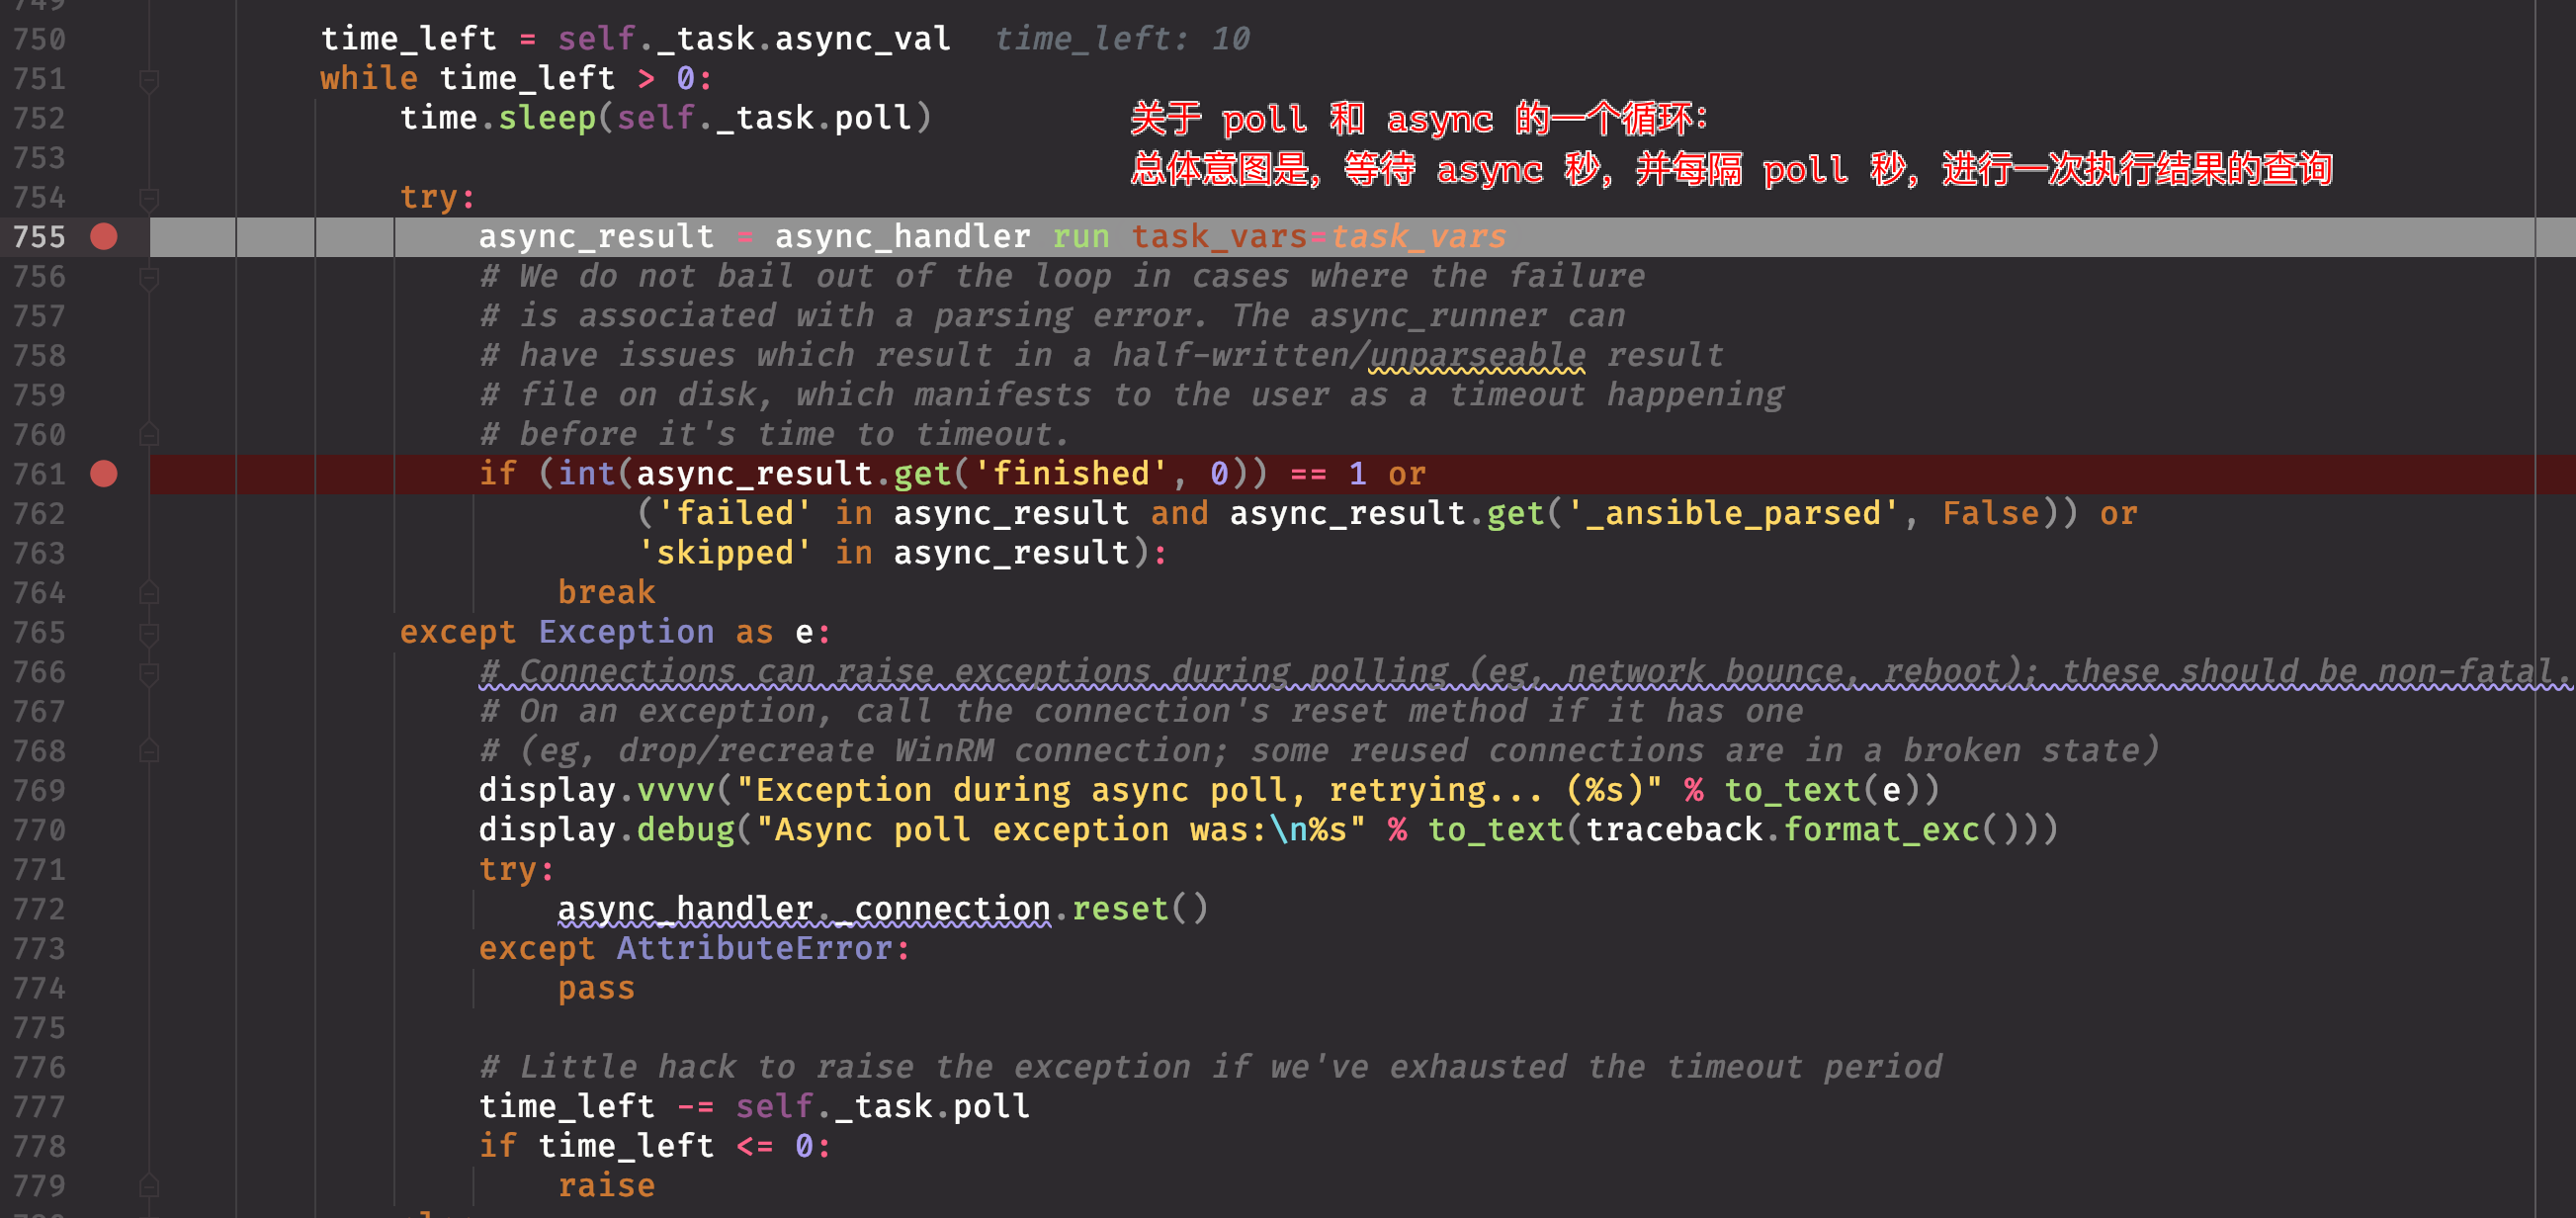 749
750 time_left = self._task.async_val time_left: 10
751 while time_left > 0:
752 time.sleep(self._task.poll)
关于 poll 和 async 的一个循环:
753
总体意图是, 等待 async 秒, 并每隔 poll 秒, 进行一次执行结果的查询
754 try:
755 async_result = async_handler run task_vars=task_vars
756 # We do not bail out of the loop in cases where the failure
757 # is associated with a parsing error. The async_runner can
758 # have issues which result in a half-written/unparseable result
759 # file on disk, which manifests to the user as a timeout happening
760 # before it's time to timeout.
761 if (int(async_result.get('finished', 0)) == 1 or
762 ('failed' in async_result and async_result.get('_ansible_parsed', False)) or
763 'skipped' in async_result):
764 break
765 except Exception as e:
766 # Connections can raise exceptions during polling (eg, network bounce, reboot); these should be non-fatal.
767 # On an exception, call the connection's reset method if it has one
768 # (eg, drop/recreate WinRM connection; some reused connections are in a broken state)
769 display.vvvv("Exception during async poll, retrying... (%s)" % to_text(e))
770 display.debug("Async poll exception was:\n%s" % to_text(traceback.format_exc()))
771 try:
772 async_handler._connection.reset()
773 except AttributeError:
774 pass
775
776 # Little hack to raise the exception if we've exhausted the timeout period
777 time_left -= self._task.poll
778 if time_left <= 0:
779 raise